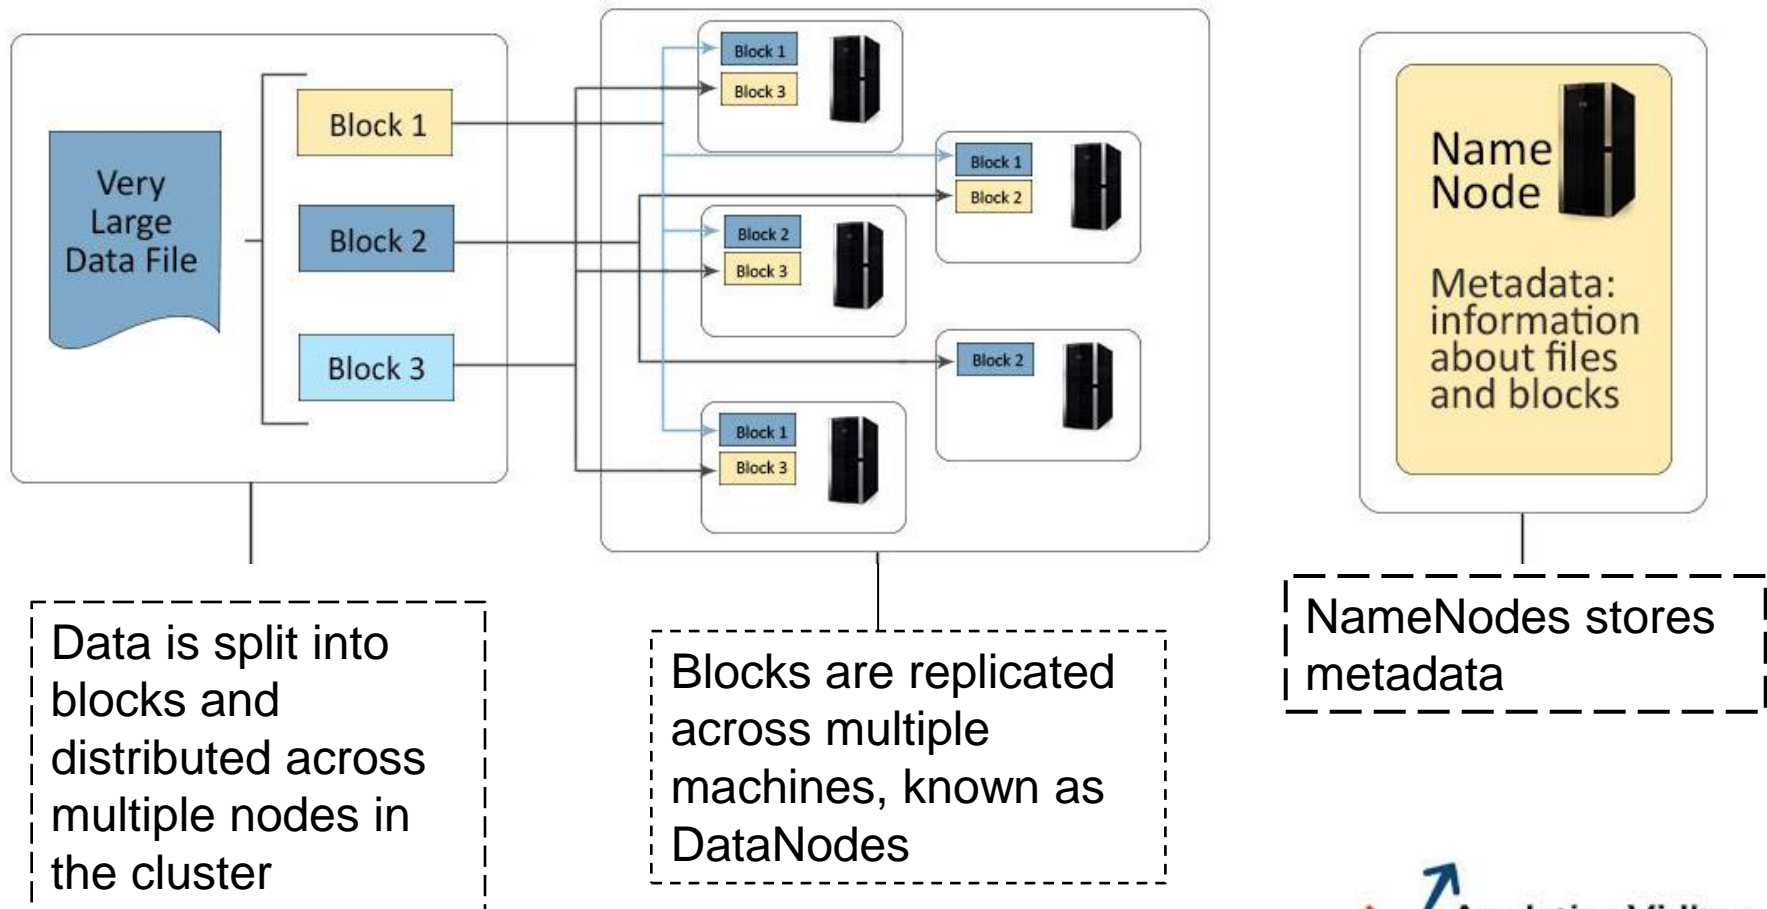 Very
Large
Data File
Block 1
Block 2
Block 3
Block 1
Block 3
Block 1
Block 2
Block 2
Block 3
Block 2
Block 1
Block 3
Name
Node
Metadata:
information
about files
and blocks
Data is split into
blocks and
distributed across
multiple nodes in
the cluster
Blocks are replicated
across multiple
machines, known as
DataNodes
NameNodes stores
metadata